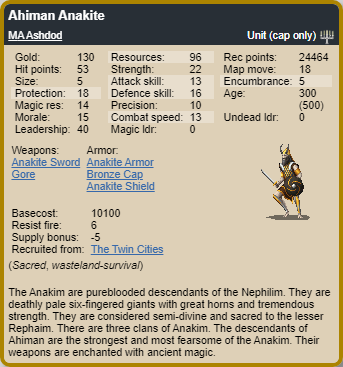 Ahiman Anakite
MA Ashdod Unit (cap only)
Gold: 130 Resources: 96 Rec points: 24464
Hit points: 53 Strength: 22 Map move: 18
Size: 5 Attack skill: 13 Encumbrance: 5
Protection: 18 Defence skill: 16 Age: 300
Magic res: 14 Precision: 10 (500)
Morale: 15 Combat speed: 13 Undead ldr: 0
Leadership: 40 Magic ldr: 0
Weapons: Armor:
Anakite Sword Anakite Armor
Gore Bronze Cap
Anakite Shield
Basecost: 10100
Resist fire: 6
Supply bonus: -5
Recruited from: The Twin Cities
(Sacred, wasteland-survival)
The Anakim are pureblooded descendants of the Nephilim. They are
deathly pale six-fingered giants with great horns and tremendous
strength. They are considered semi-divine and sacred to the lesser
Rephaim. There are three clans of Anakim. The descendants of
Ahiman are the strongest and most fearsome of the Anakim. Their
weapons are enchanted with ancient magic.